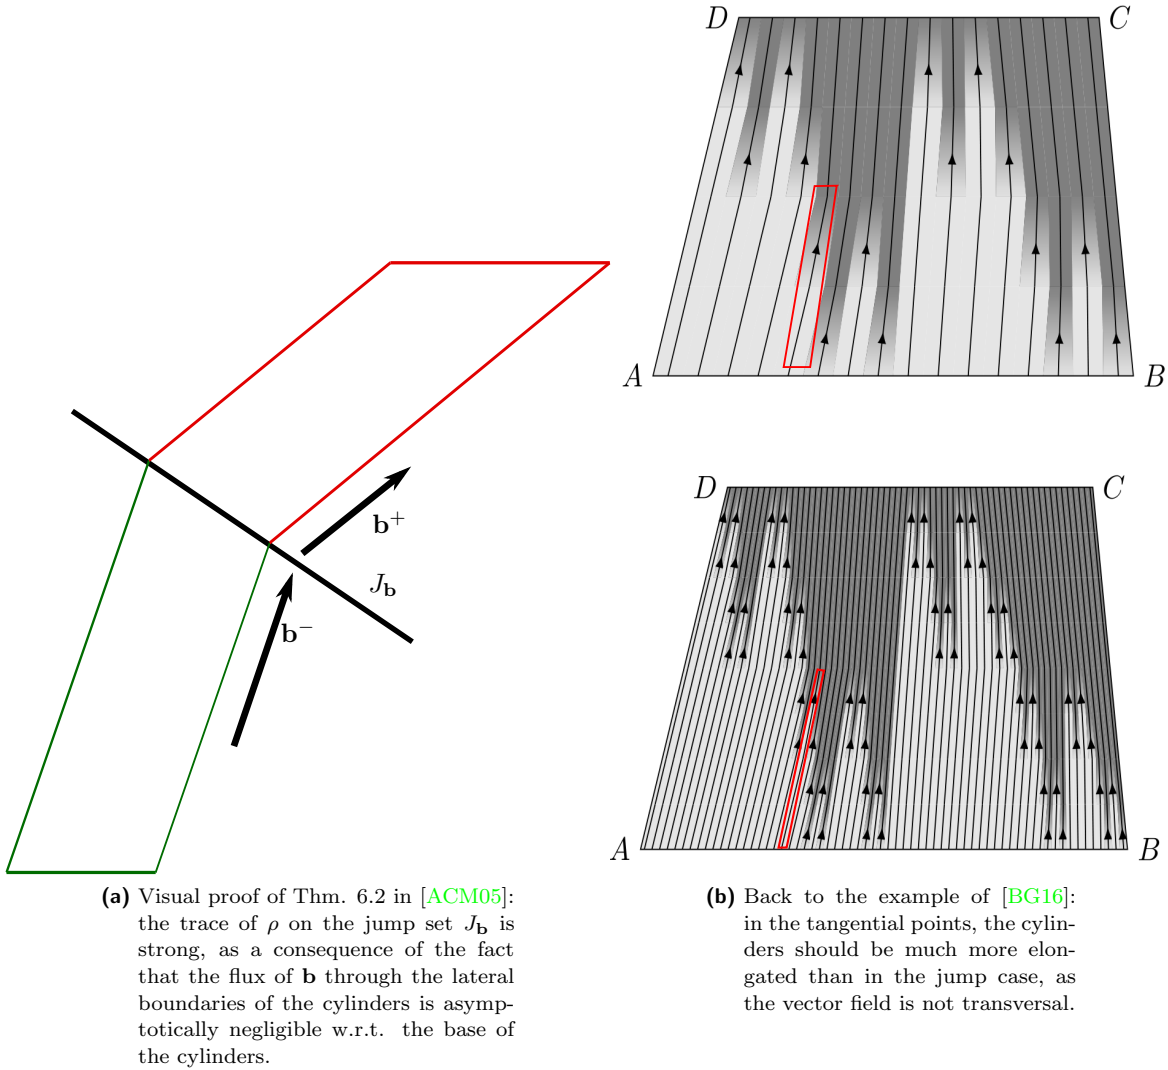 D C
A B
b⁺
J_b
b⁻
D C
A B
(a) Visual proof of Thm. 6.2 in [ACM05]:
the trace of ρ on the jump set J_b is
strong, as a consequence of the fact
that the flux of b through the lateral
boundaries of the cylinders is asymp-
totically negligible w.r.t. the base of
the cylinders.
(b) Back to the example of [BG16]:
in the tangential points, the cylin-
ders should be much more elon-
gated than in the jump case, as
the vector field is not transversal.